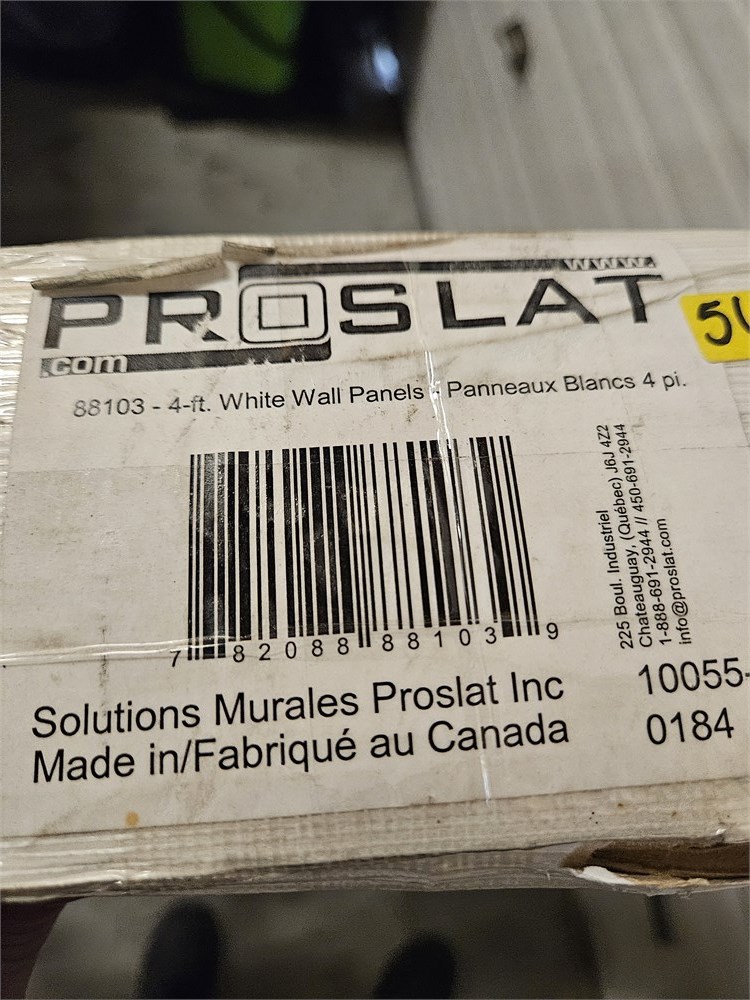 www.
PROSLAT
.com
88103 - 4-ft. White Wall Panels - Panneaux Blancs 4 pi.
7 82088 88103 9
225 Boul. Industriel
Chateauguay, (Québec) J6J 4Z2
1-888-691-2944 // 450-691-2944
info@proslat.com
Solutions Murales Proslat Inc
Made in/Fabriqué au Canada
10055-
0184